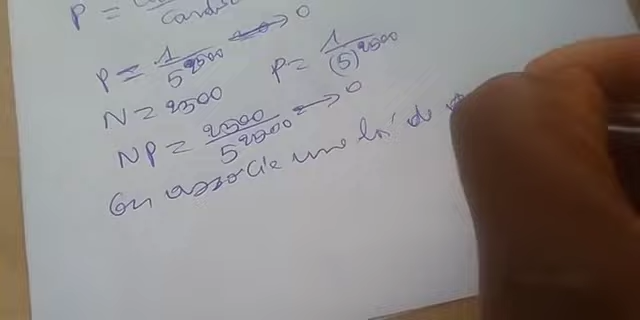 P =
P = 1/5^2500 → 0
N = 2500 P = 1/(5)^2500
NP = 2500/5^2500 → 0
On associe une loi de